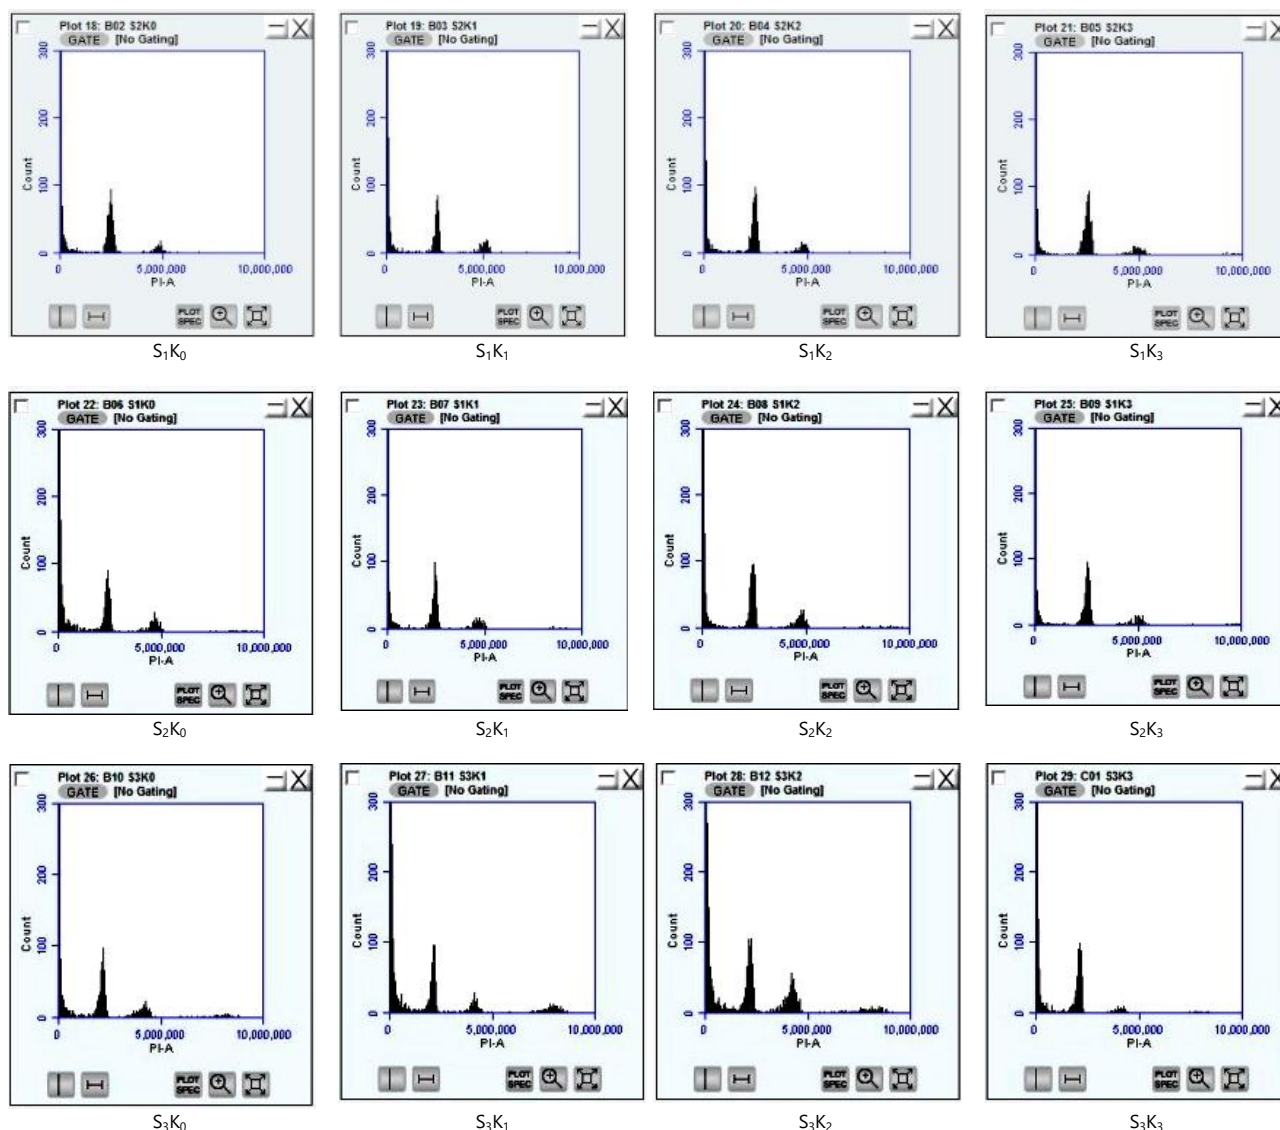 Plot 18: B02 S2K0
GATE [No Gating]
300
200
100
0
Count
0 5,000,000 10,000,000
PI-A
PLOT SPEC
S₁K₀
Plot 19: B03 S2K1
GATE [No Gating]
300
200
100
0
Count
0 5,000,000 10,000,000
PI-A
PLOT SPEC
S₁K₁
Plot 20: B04 S2K2
GATE [No Gating]
300
200
100
0
Count
0 5,000,000 10,000,000
PI-A
PLOT SPEC
S₁K₂
Plot 21: B05 S2K3
GATE [No Gating]
300
200
100
0
Count
0 5,000,000 10,000,000
PI-A
PLOT SPEC
S₁K₃
Plot 22: B06 S1K0
GATE [No Gating]
300
200
100
0
Count
0 5,000,000 10,000,000
PI-A
PLOT SPEC
S₂K₀
Plot 23: B07 S1K1
GATE [No Gating]
300
200
100
0
Count
0 5,000,000 10,000,000
PI-A
PLOT SPEC
S₂K₁
Plot 24: B08 S1K2
GATE [No Gating]
300
200
100
0
Count
0 5,000,000 10,000,000
PI-A
PLOT SPEC
S₂K₂
Plot 25: B09 S1K3
GATE [No Gating]
300
200
100
0
Count
0 5,000,000 10,000,000
PI-A
PLOT SPEC
S₂K₃
Plot 26: B10 S3K0
GATE [No Gating]
300
200
100
0
Count
0 5,000,000 10,000,000
PI-A
PLOT SPEC
S₃K₀
Plot 27: B11 S3K1
GATE [No Gating]
300
200
100
0
Count
0 5,000,000 10,000,000
PI-A
PLOT SPEC
S₃K₁
Plot 28: B12 S3K2
GATE [No Gating]
300
200
100
0
Count
0 5,000,000 10,000,000
PI-A
PLOT SPEC
S₃K₂
Plot 29: C01 S3K3
GATE [No Gating]
300
200
100
0
Count
0 5,000,000 10,000,000
PI-A
PLOT SPEC
S₃K₃